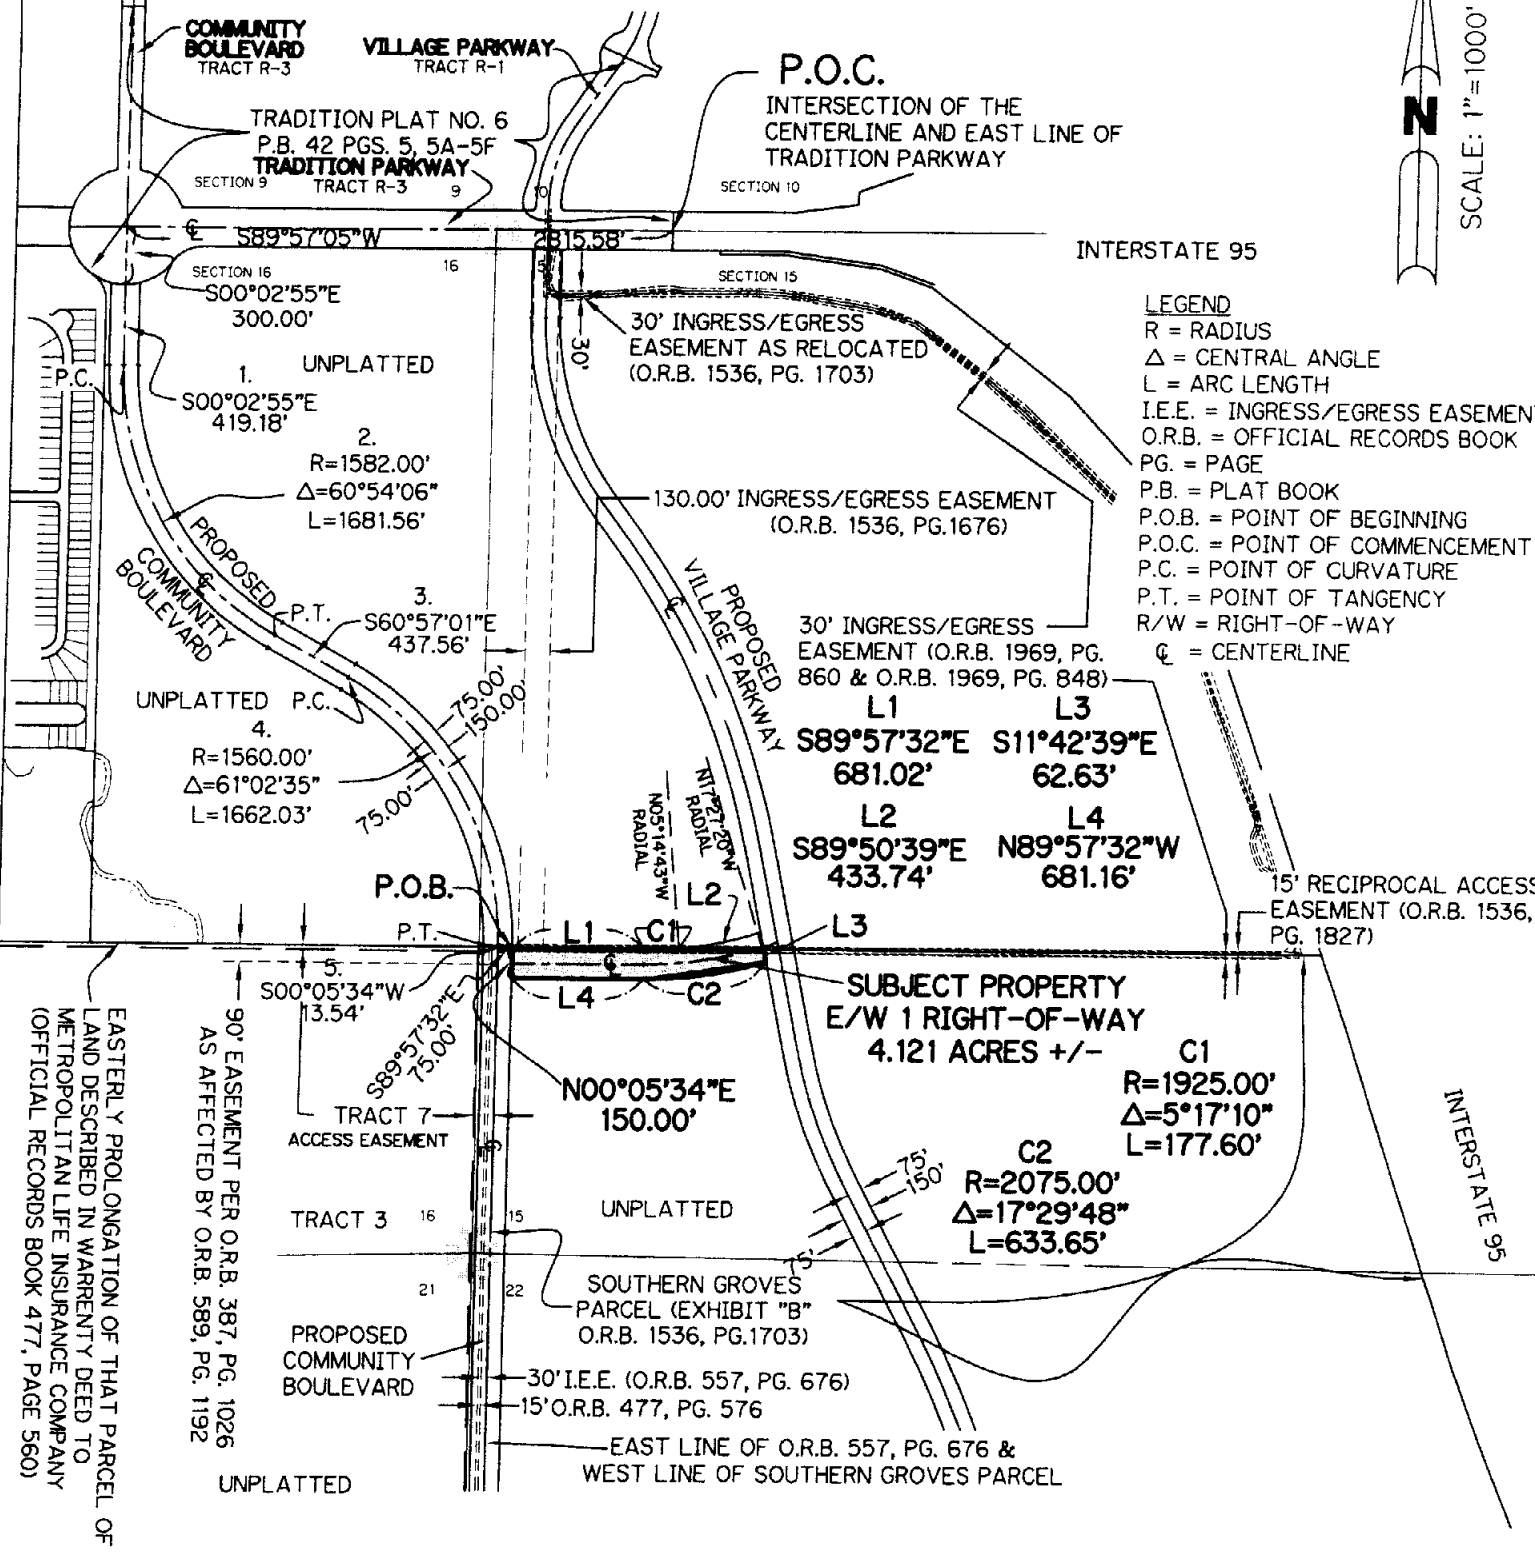 COMMUNITY
BOULEVARD
TRACT R-3
VILLAGE PARKWAY
TRACT R-1
P.O.C.
INTERSECTION OF THE
CENTERLINE AND EAST LINE OF
TRADITION PARKWAY
N
SCALE: 1"=1000'
TRADITION PLAT NO. 6
P.B. 42 PGS. 5, 5A-5F
TRADITION PARKWAY
TRACT R-3
SECTION 9
9
10
SECTION 10
S89°57'05"W
2815.58'
INTERSTATE 95
SECTION 16
16
SECTION 15
S00°02'55"E
300.00'
30' INGRESS/EGRESS
EASEMENT AS RELOCATED
(O.R.B. 1536, PG. 1703)
30'
LEGEND
R = RADIUS
Δ = CENTRAL ANGLE
L = ARC LENGTH
I.E.E. = INGRESS/EGRESS EASEMENT
O.R.B. = OFFICIAL RECORDS BOOK
PG. = PAGE
P.B. = PLAT BOOK
P.O.B. = POINT OF BEGINNING
P.O.C. = POINT OF COMMENCEMENT
P.C. = POINT OF CURVATURE
P.T. = POINT OF TANGENCY
R/W = RIGHT-OF-WAY
℄ = CENTERLINE
UNPLATTED
P.C.
1.
S00°02'55"E
419.18'
2.
R=1582.00'
Δ=60°54'06"
L=1681.56'
130.00' INGRESS/EGRESS EASEMENT
(O.R.B. 1536, PG.1676)
PROPOSED
COMMUNITY
BOULEVARD
℄
P.T.
3.
S60°57'01"E
437.56'
PROPOSED
VILLAGE PARKWAY
℄
30' INGRESS/EGRESS
EASEMENT (O.R.B. 1969, PG.
860 & O.R.B. 1969, PG. 848)
UNPLATTED
P.C.
4.
R=1560.00'
Δ=61°02'35"
L=1662.03'
75.00'
150.00'
75.00'
L1
S89°57'32"E
681.02'
L3
S11°42'39"E
62.63'
L2
S89°50'39"E
433.74'
L4
N89°57'32"W
681.16'
N05°14'43"W
RADIAL
N17°27'20"W
RADIAL
15' RECIPROCAL ACCESS
EASEMENT (O.R.B. 1536,
PG. 1827)
P.O.B.
P.T.
L2
L1
C1
L3
℄
L4
C2
5.
S00°05'34"W
13.54'
S89°57'32"E
75.00'
SUBJECT PROPERTY
E/W 1 RIGHT-OF-WAY
4.121 ACRES +/-
N00°05'34"E
150.00'
C1
R=1925.00'
Δ=5°17'10"
L=177.60'
C2
R=2075.00'
Δ=17°29'48"
L=633.65'
TRACT 7
ACCESS EASEMENT
℄
75'
150'
75'
INTERSTATE 95
TRACT 3
16
15
UNPLATTED
21
22
SOUTHERN GROVES
PARCEL (EXHIBIT "B"
O.R.B. 1536, PG.1703)
PROPOSED
COMMUNITY
BOULEVARD
30'I.E.E. (O.R.B. 557, PG. 676)
15'O.R.B. 477, PG. 576
EAST LINE OF O.R.B. 557, PG. 676 &
WEST LINE OF SOUTHERN GROVES PARCEL
UNPLATTED
90' EASEMENT PER O.R.B. 387, PG. 1026
AS AFFECTED BY O.R.B. 589, PG. 1192
EASTERLY PROLONGATION OF THAT PARCEL OF
LAND DESCRIBED IN WARRENTY DEED TO
METROPOLITAN LIFE INSURANCE COMPANY
(OFFICIAL RECORDS BOOK 477, PAGE 560)